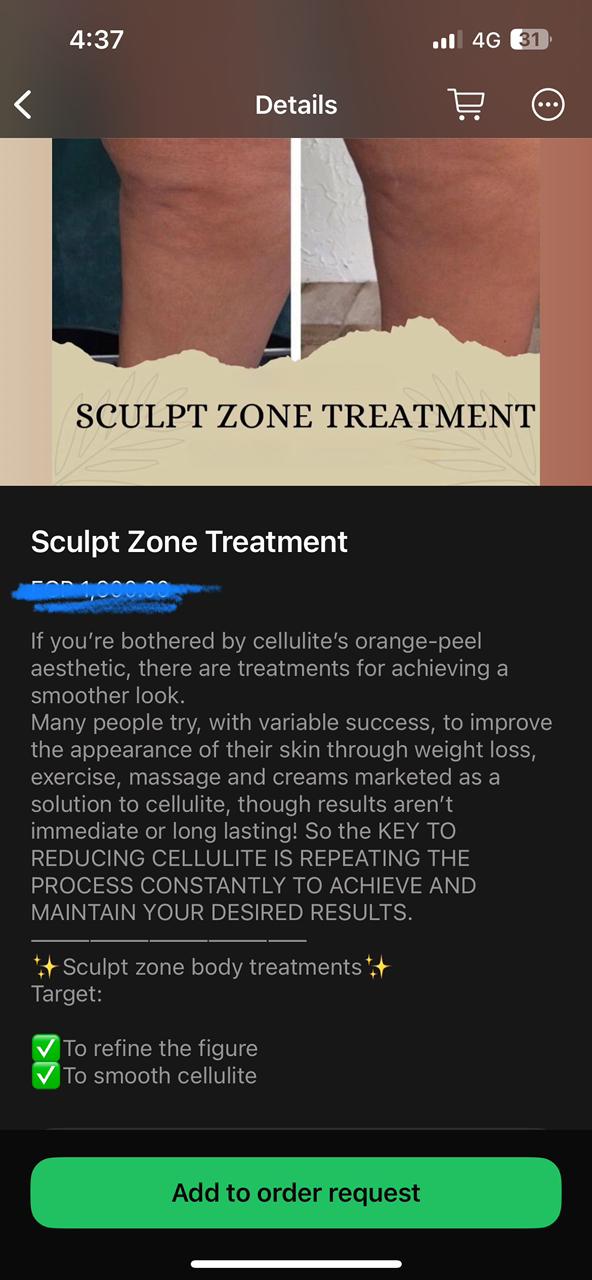 4:37
4G 31
Details
SCULPT ZONE TREATMENT
Sculpt Zone Treatment
If you’re bothered by cellulite’s orange-peel
aesthetic, there are treatments for achieving a
smoother look.
Many people try, with variable success, to improve
the appearance of their skin through weight loss,
exercise, massage and creams marketed as a
solution to cellulite, though results aren’t
immediate or long lasting! So the KEY TO
REDUCING CELLULITE IS REPEATING THE
PROCESS CONSTANTLY TO ACHIEVE AND
MAINTAIN YOUR DESIRED RESULTS.
—————————————
✨Sculpt zone body treatments✨
Target:
✅To refine the figure
✅To smooth cellulite
Add to order request